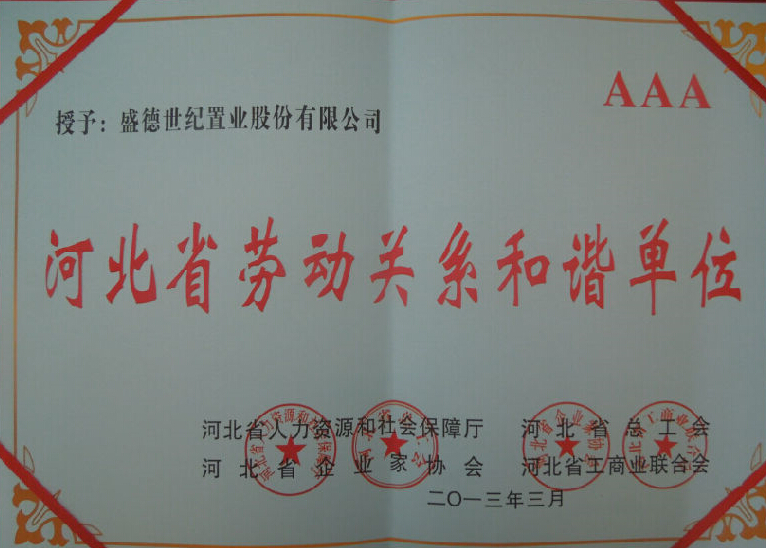 AAA
授予：盛德世纪置业股份有限公司
河北省劳动关系和谐单位
河北省人力资源和社会保障厅 河北省总工会
河北省企业家协会 河北省工商业联合会
二〇一三年三月